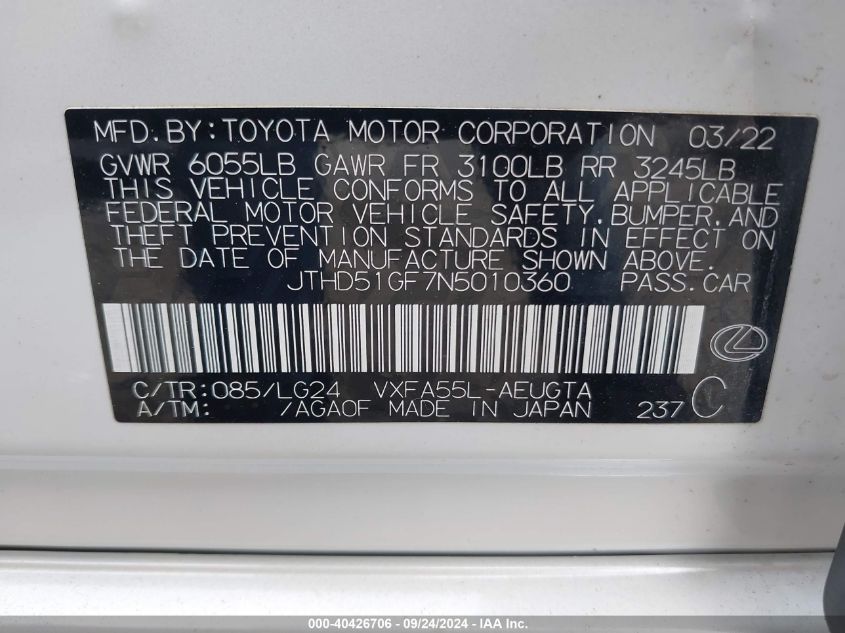 MFD. BY: TOYOTA MOTOR CORPORATION 03/22
GVWR 6055LB GAWR FR 3100LB RR 3245LB
THIS VEHICLE CONFORMS TO ALL APPLICABLE
FEDERAL MOTOR VEHICLE SAFETY, BUMPER, AND
THEFT PREVENTION STANDARDS IN EFFECT ON
THE DATE OF MANUFACTURE SHOWN ABOVE.
JTHD51GF7N5010360 PASS. CAR
C/TR: 085/LG24 VXFA55L-AEUGTA
A/TM: /AGAOF MADE IN JAPAN 237 C
000-40426706 - 09/24/2024 - IAA Inc.